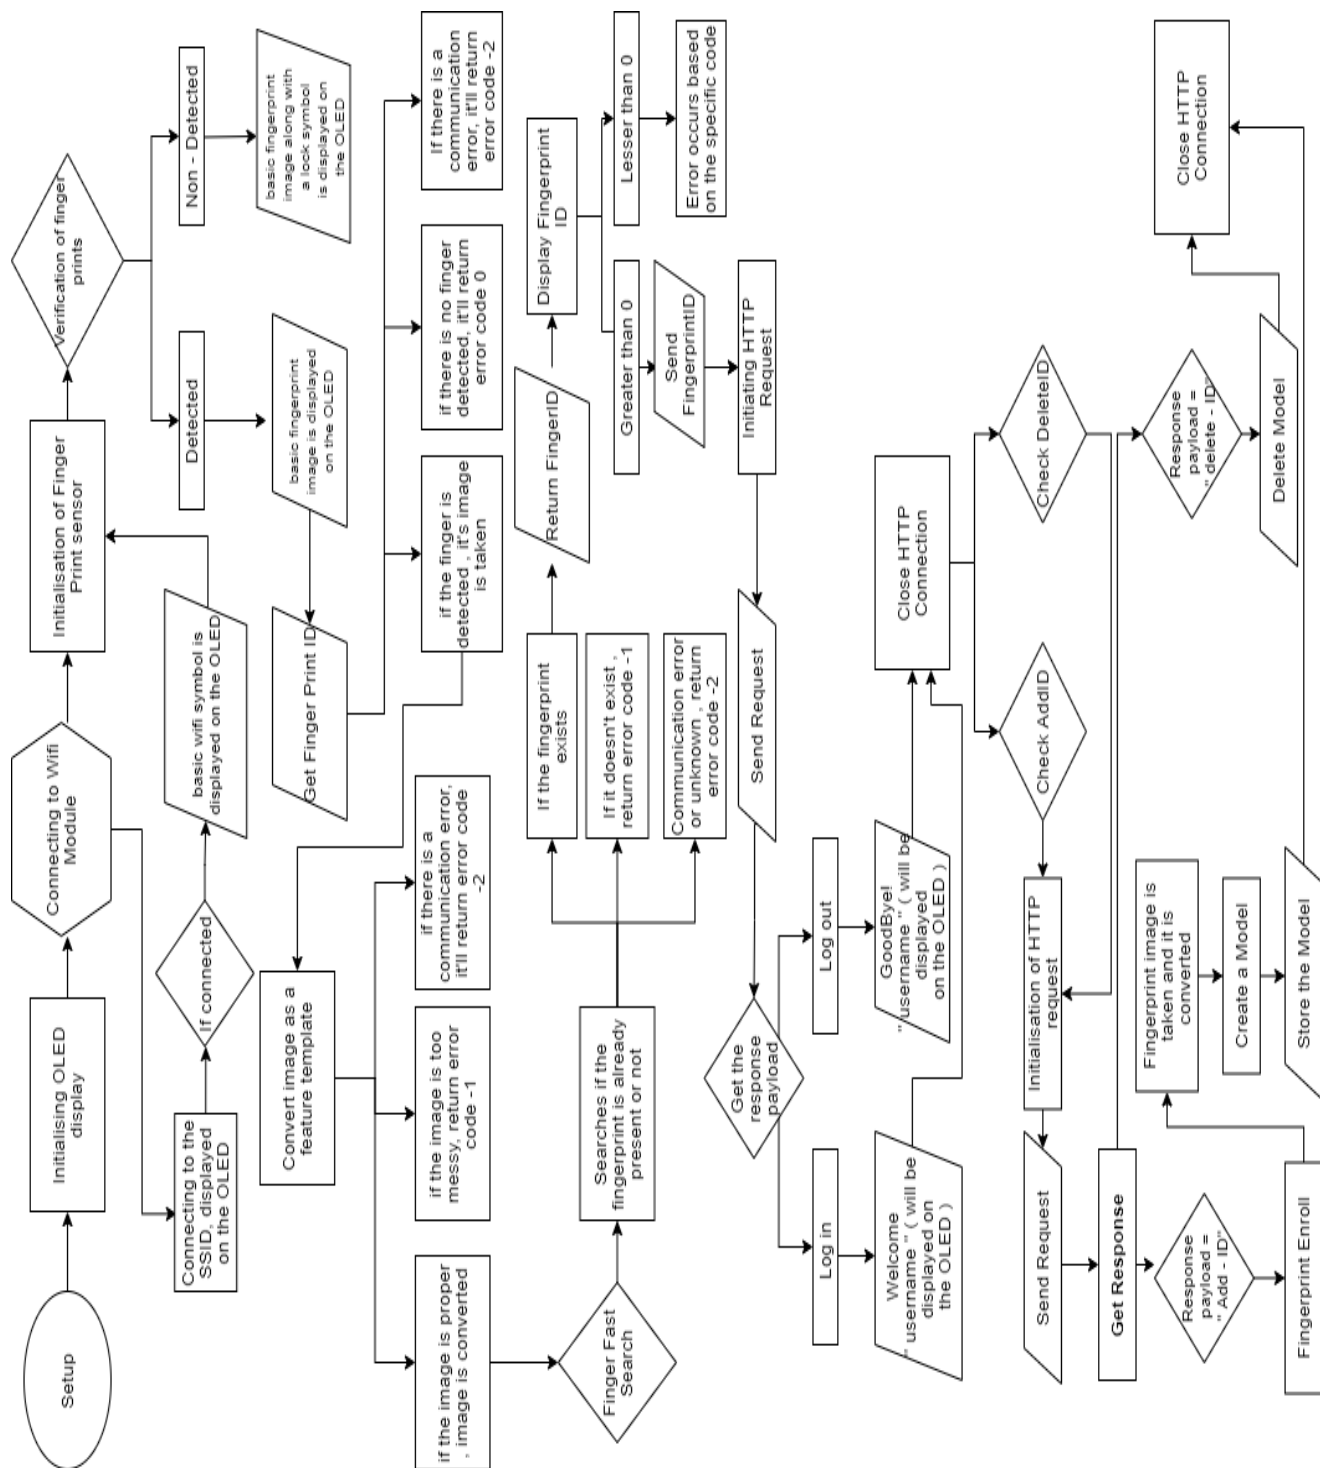 Setup
Initialising OLED
display
Connecting to Wifi
Module
Initialisation of Finger
Print sensor
Verification of finger
prints
Connecting to the
SSID, displayed
on the OLED
If connected
basic wifi symbol is
displayed on the OLED
Detected
Non - Detected
basic fingerprint
image is displayed
on the OLED
basic fingerprint
image along with
a lock symbol
is displayed on
the OLED
Get Finger Print ID
if the finger is
detected , it's image
is taken
if there is no finger
detected, it'll return
error code 0
If there is a
communication
error, it'll return
error code -2
Convert image as a
feature template
if the image is proper
, image is converted
if the image is too
messy, return error
code -1
if there is a
communication error,
it'll return error code
-2
Finger Fast
Search
Searches if the
fingerprint is already
present or not
If the fingerprint
exists
If it doesn't exist ,
return error code -1
Communication error
or unknown , return
error code -2
Return FingerID
Display Fingerprint
ID
Greater than 0
Lesser than 0
Send
FingerprintID
Error occurs based
on the specific code
Initiating HTTP
Request
Send Request
Get the
response
payload
Log in
Log out
Welcome
" username " ( will be
displayed on
the OLED )
GoodBye!
" username " ( will be
displayed
on the OLED )
Close HTTP
Connection
Check AddID
Check DeleteID
Initialisation of HTTP
request
Send Request
Get Response
Response
payload =
" Add - ID"
Response
payload =
" delete - ID"
Fingerprint Enroll
Fingerprint image is
taken and it is
converted
Create a Model
Store the Model
Delete Model
Close HTTP
Connection